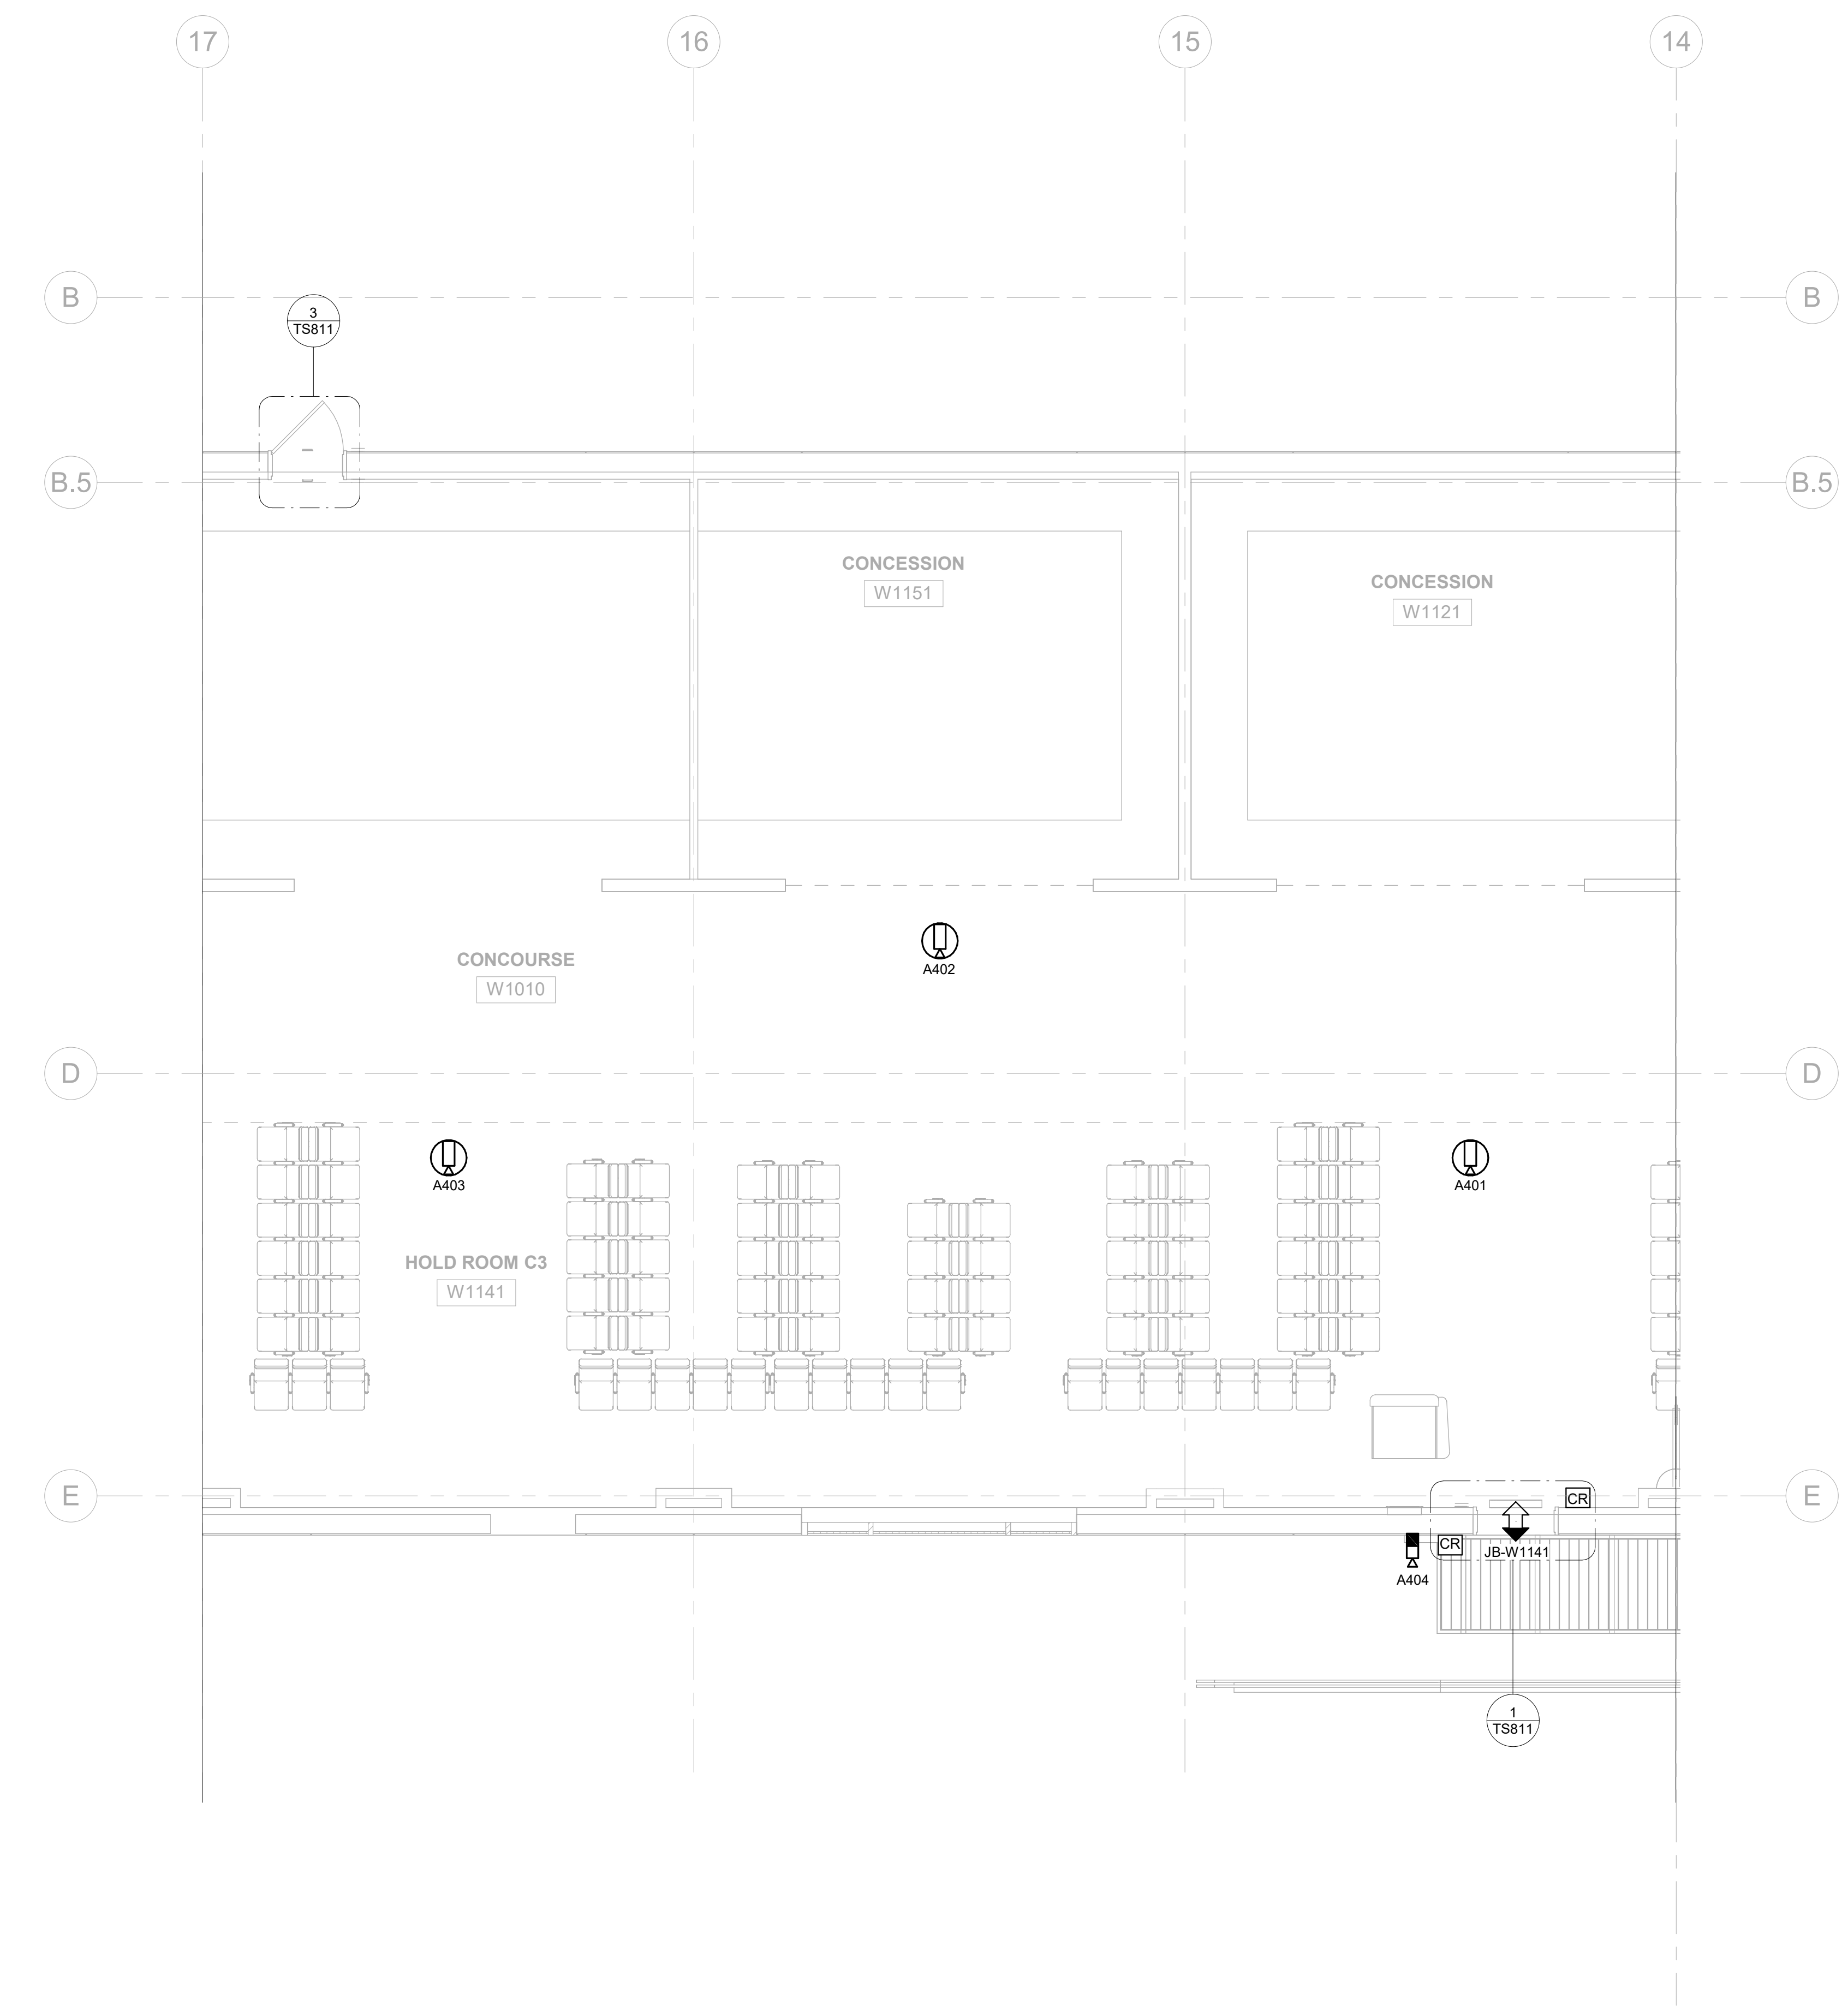 17
16
15
14
B
B
3
TS811
B.5
B.5
CONCESSION
W1151
CONCESSION
W1121
A402
CONCOURSE
W1010
D
D
A403
A401
HOLD ROOM C3
W1141
E
E
CR
CR
JB-W1141
A404
1
TS811